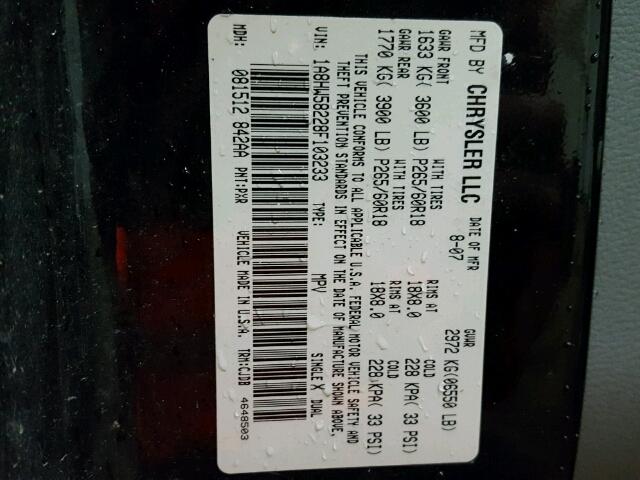 MFD BY CHRYSLER LLC DATE OF MFR 8-07 GVWR 2972 KG(06550 LB)
GAWR FRONT WITH TIRES RIMS AT COLD
1633 KG( 3600 LB) P265/60R18 18X8.0 228 KPA( 33 PSI)
GAWR REAR WITH TIRES RIMS AT COLD
1770 KG( 3900 LB) P265/60R18 18X8.0 228 KPA( 33 PSI)
THIS VEHICLE CONFORMS TO ALL APPLICABLE U.S.A. FEDERAL MOTOR VEHICLE SAFETY AND
THEFT PREVENTION STANDARDS IN EFFECT ON THE DATE OF MANUFACTURE SHOWN ABOVE.
VIN: 1A8HW58228F103233 TYPE: MPV SINGLE X DUAL
MDH: 081512 842AA PNT:PXR VEHICLE MADE IN U.S.A. TRM:CJDB 4648503